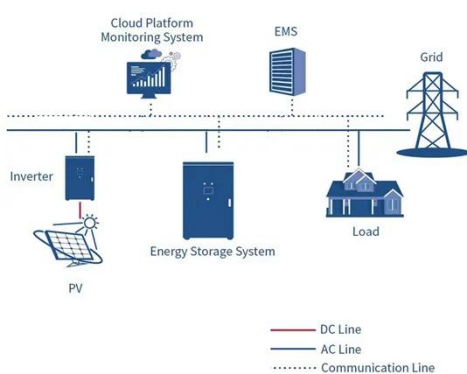 Cloud Platform
Monitoring System
EMS
Grid
Inverter
Energy Storage System
Load
PV
DC Line
AC Line
Communication Line